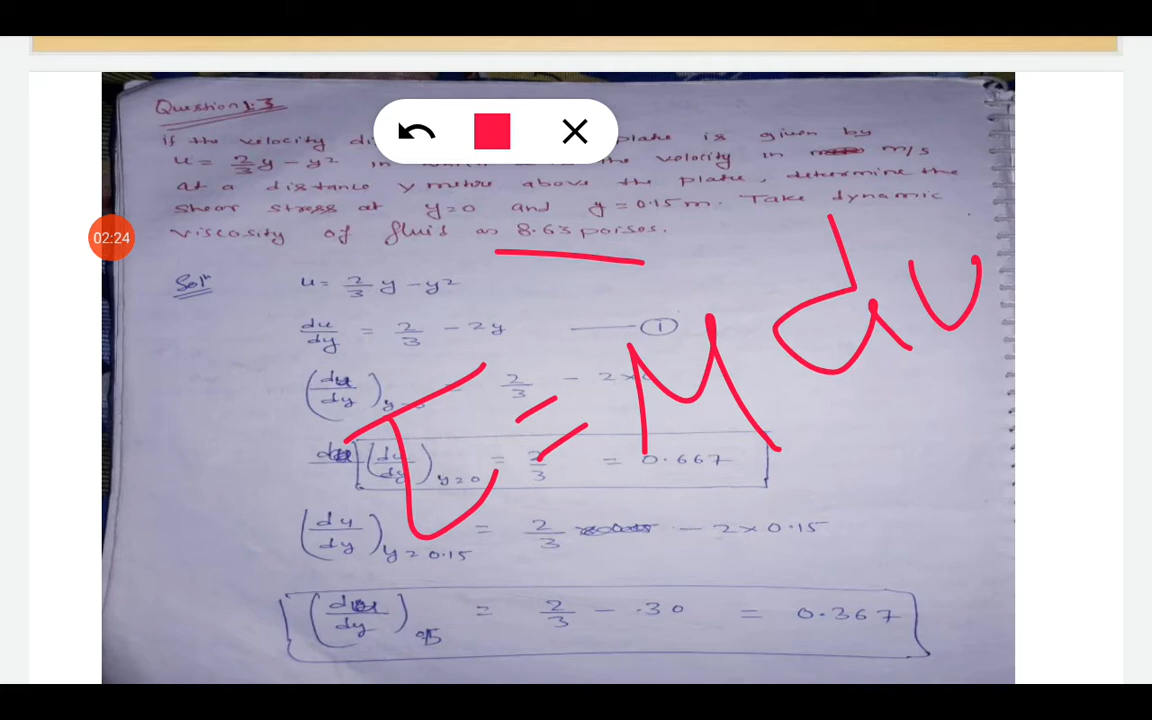 Question 1.3
If the velocity di plate is given by
u = 2/3 y - y² in the velocity in m/s
at a distance y metre above the plate, determine the
shear stress at y=0 and y=0.15 m. Take dynamic
viscosity of fluid as 8.63 poises.
02:24
Solⁿ u = 2/3 y - y²
du/dy = 2/3 - 2y ①
(du/dy) y 2/3 - 2×
(du/dy) y=0 = 2/3 = 0.667
(du/dy) y=0.15 = 2/3 - 2×0.15
(du/dy) = 2/3 - .30 = 0.367
τ = μ du